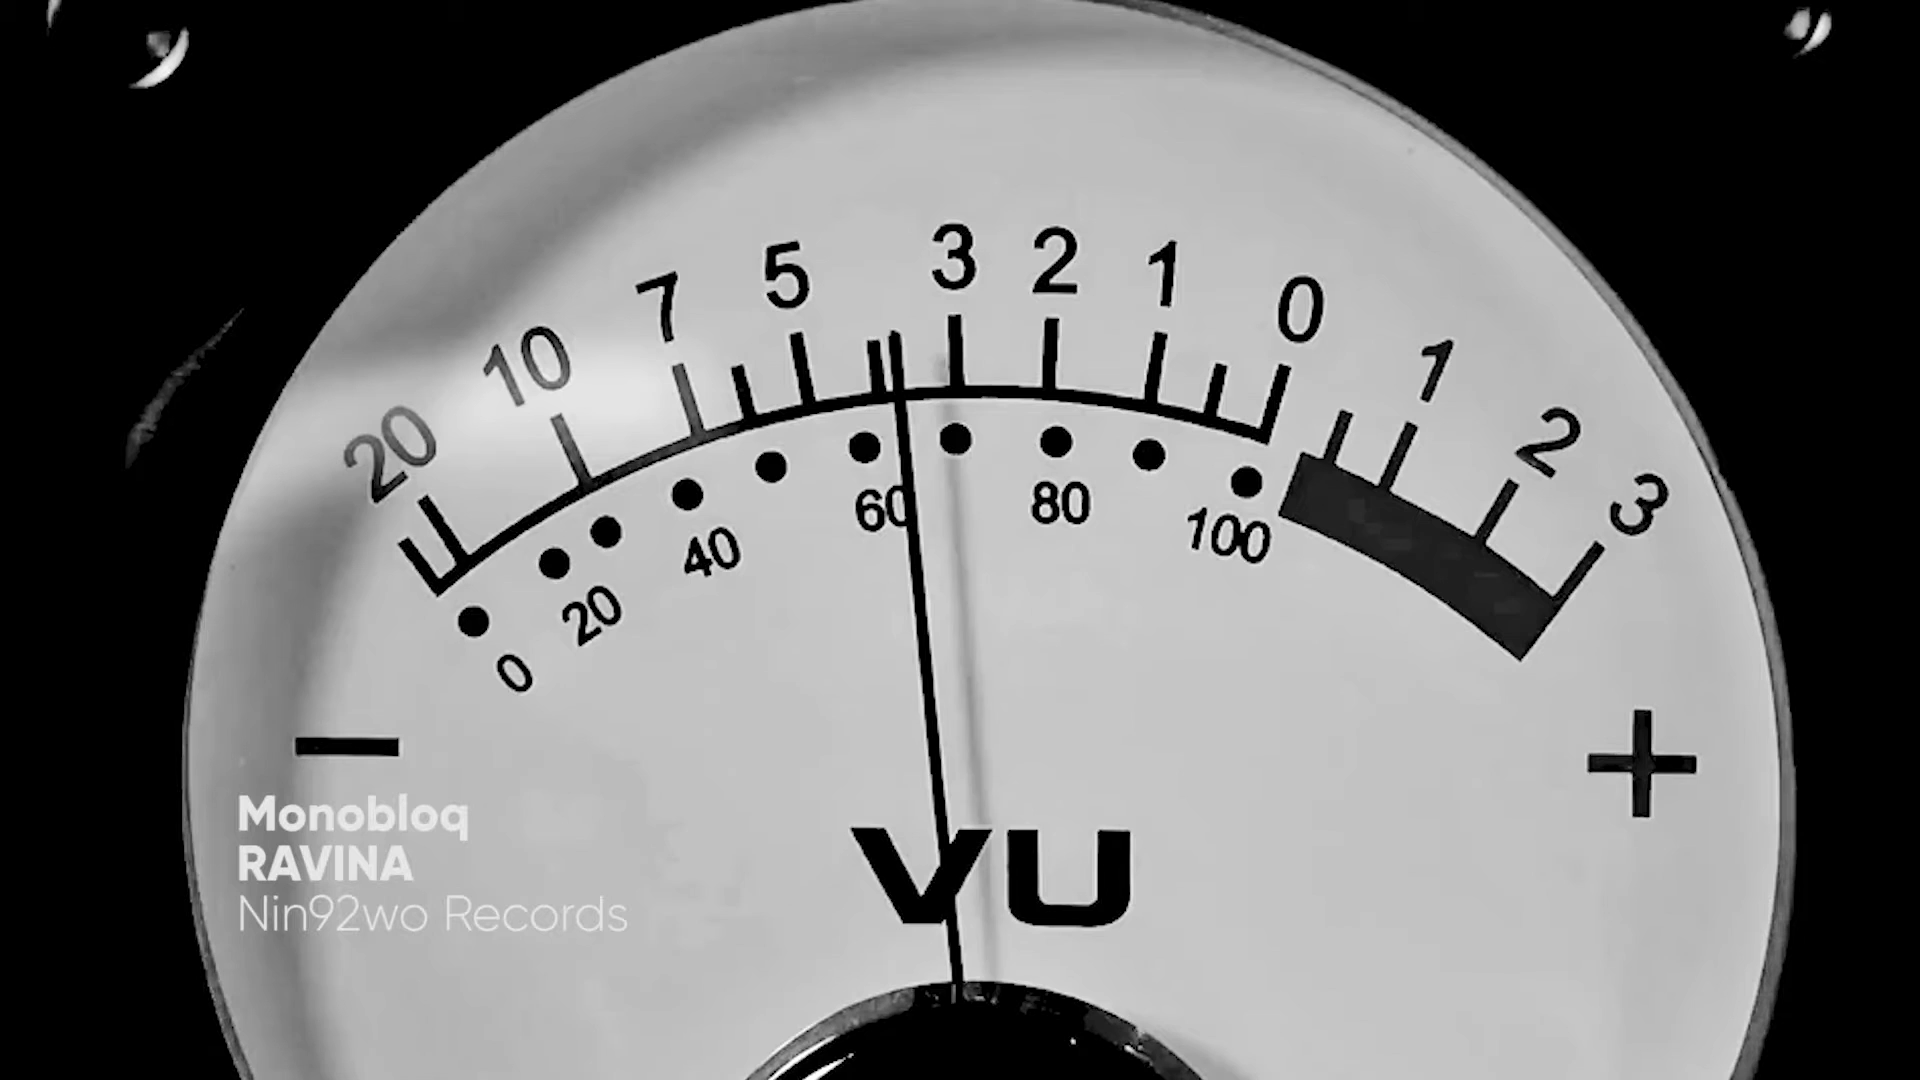 20 10 7 5 3 2 1 0 1 2 3
0 20 40 60 80 100
− +
VU
Monobloq
RAVINA
Nin92wo Records